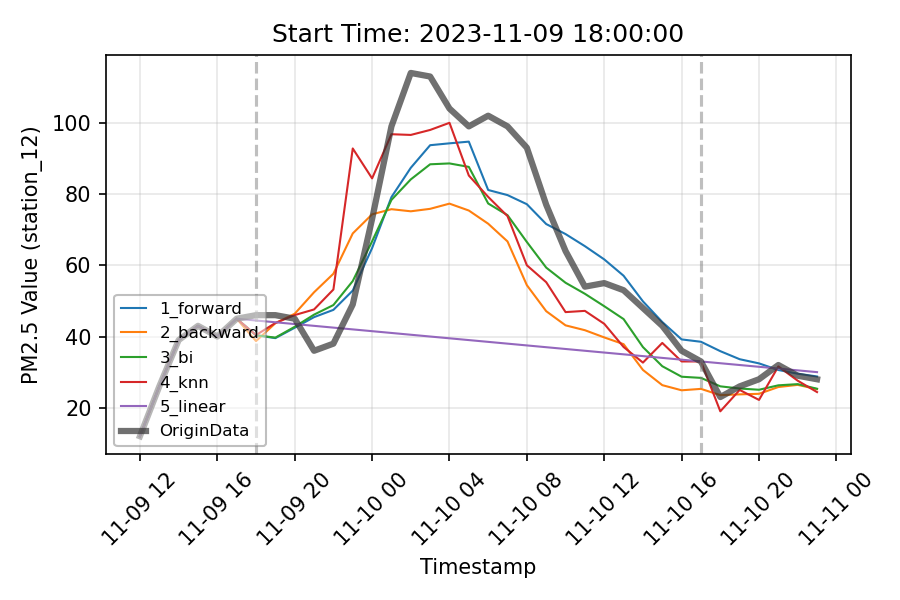 Start Time: 2023-11-09 18:00:00
PM2.5 Value (station_12)
100
80
60
40
20
1_forward
2_backward
3_bi
4_knn
5_linear
OriginData
11-09 12
11-09 16
11-09 20
11-10 00
11-10 04
11-10 08
11-10 12
11-10 16
11-10 20
11-11 00
Timestamp